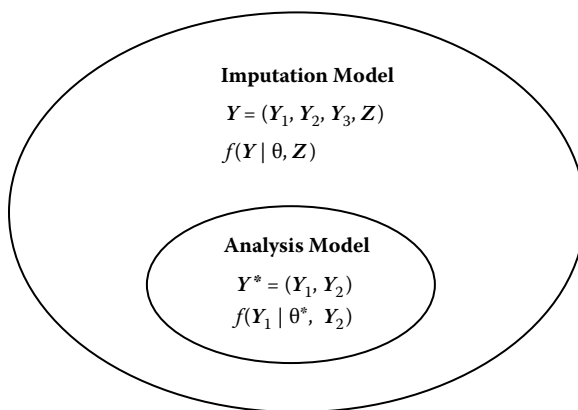 Imputation Model
Y = (Y₁, Y₂, Y₃, Z)
f(Y | θ, Z)
Analysis Model
Y* = (Y₁, Y₂)
f(Y₁ | θ*, Y₂)